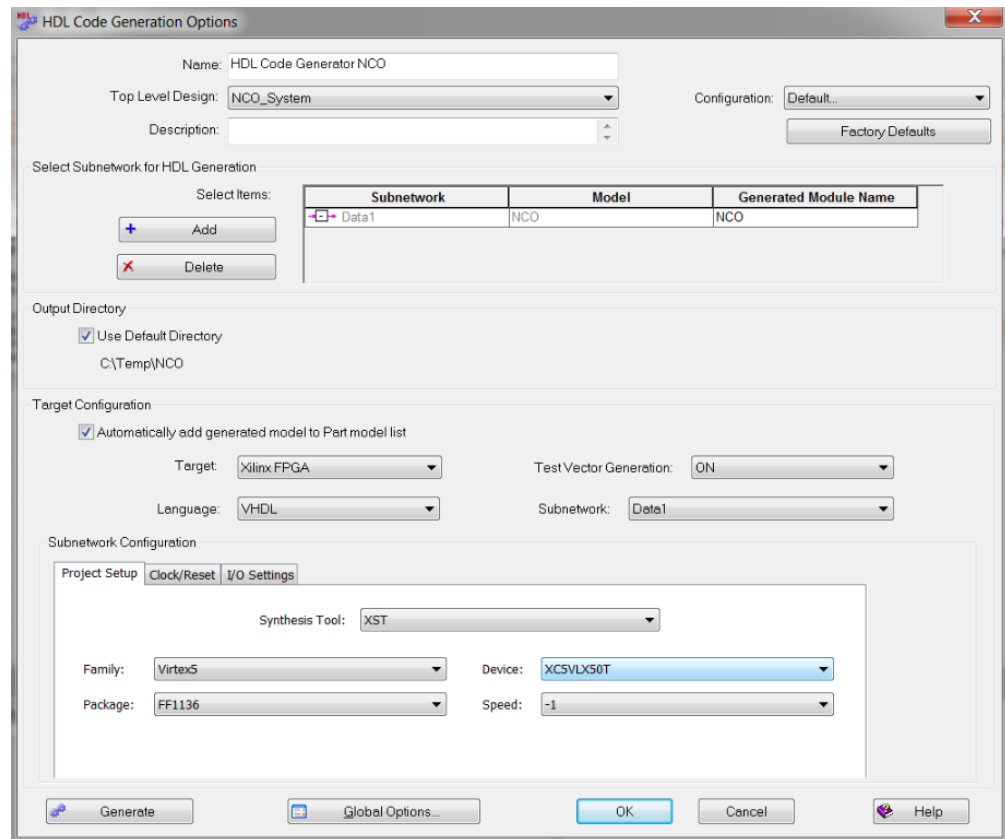 HDL HDL Code Generation Options X
Name: HDL Code Generator NCO
Top Level Design: NCO_System Configuration: Default...
Description: Factory Defaults
Select Subnetwork for HDL Generation
Select Items: Subnetwork Model Generated Module Name
Data1 NCO NCO
Add
Delete
Output Directory
Use Default Directory
C:\Temp\NCO
Target Configuration
Automatically add generated model to Part model list
Target: Xilinx FPGA Test Vector Generation: ON
Language: VHDL Subnetwork: Data1
Subnetwork Configuration
Project Setup Clock/Reset I/O Settings
Synthesis Tool: XST
Family: Virtex5 Device: XC5VLX50T
Package: FF1136 Speed: -1
Generate Global Options... OK Cancel Help